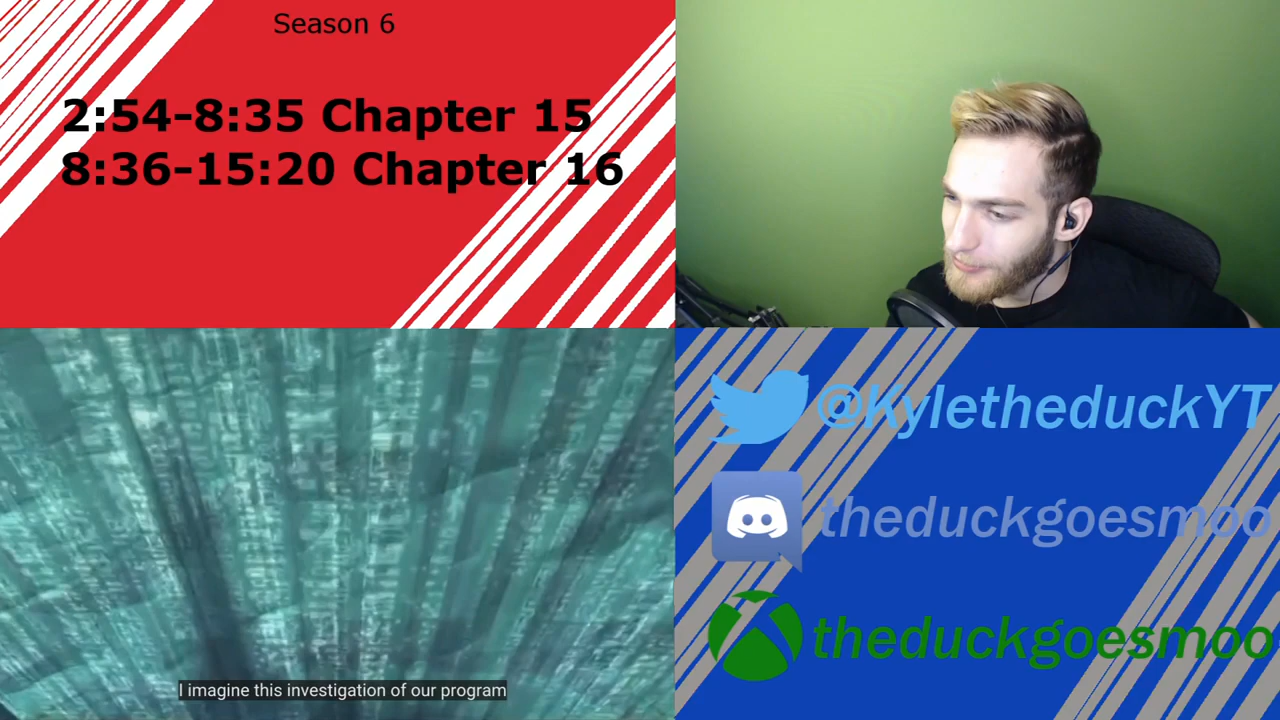 Season 6
2:54-8:35 Chapter 15
8:36-15:20 Chapter 16
@KyletheduckYT
theduckgoesmoo
theduckgoesmoo
I imagine this investigation of our program